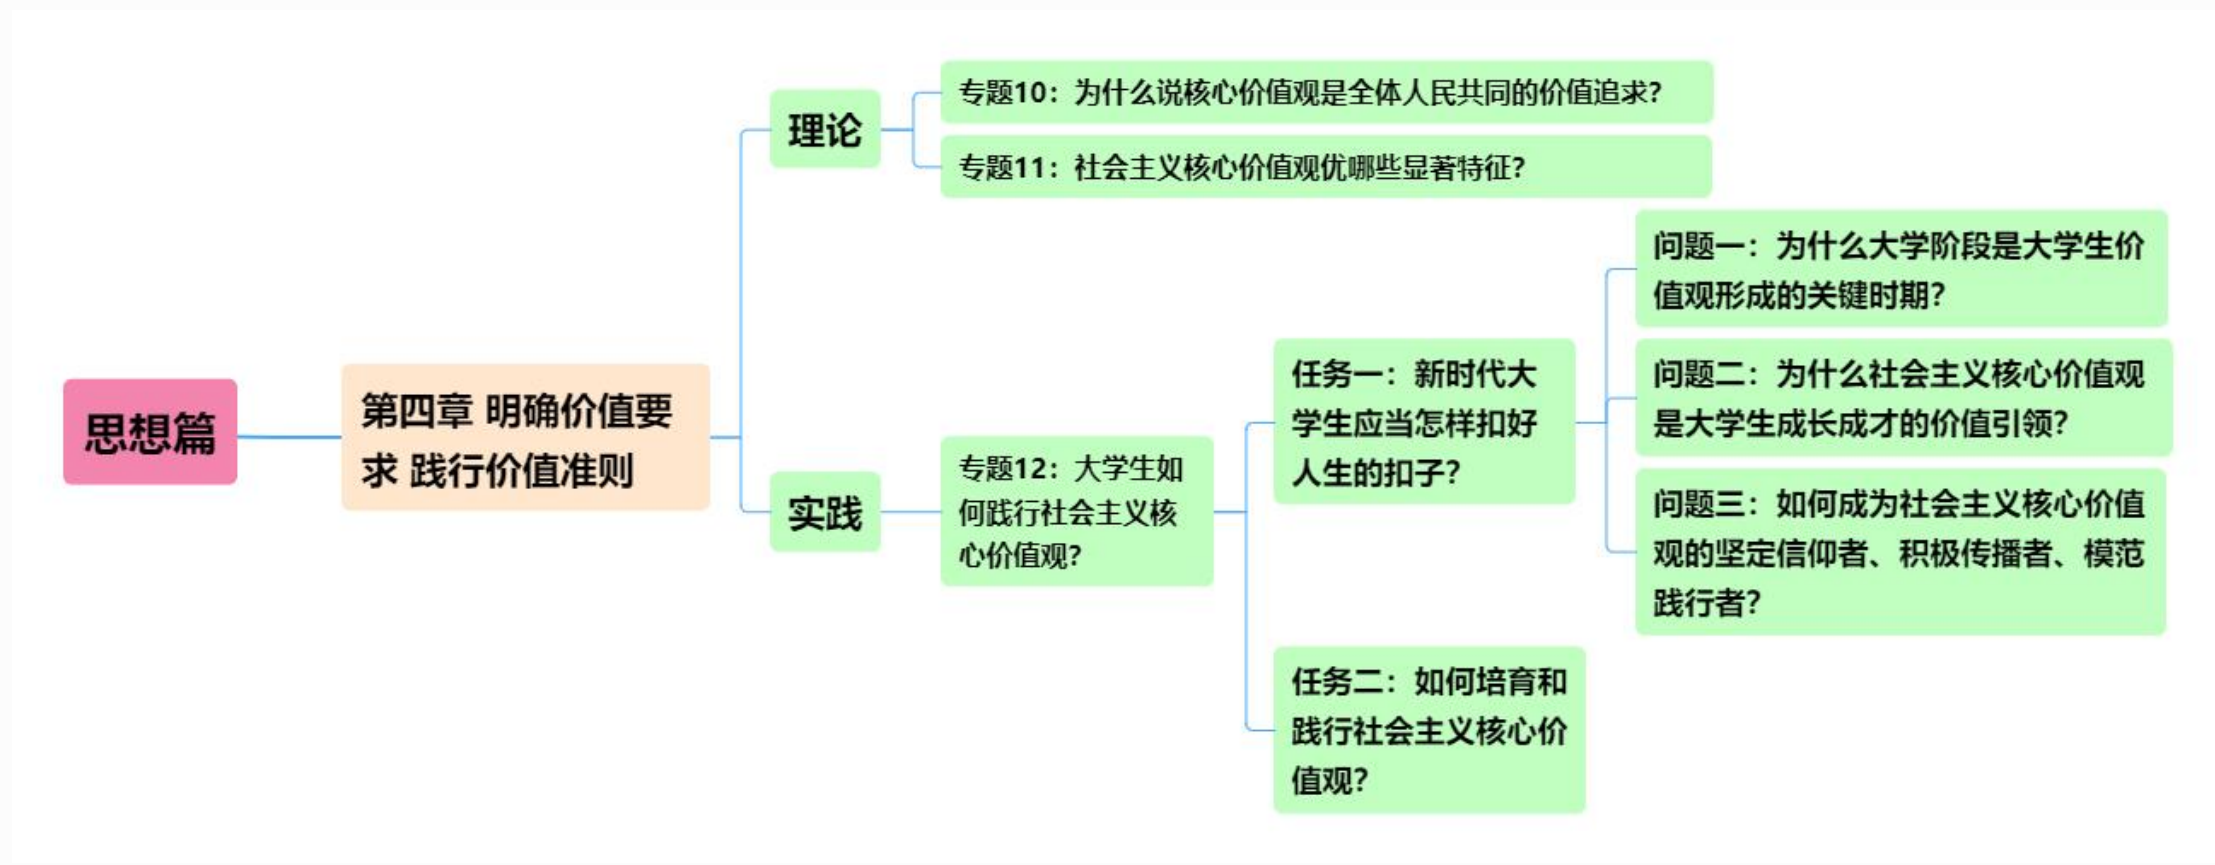 思想篇
第四章 明确价值要
求 践行价值准则
理论
专题10：为什么说核心价值观是全体人民共同的价值追求？
专题11：社会主义核心价值观优哪些显著特征？
实践
专题12：大学生如
何践行社会主义核
心价值观？
任务一：新时代大
学生应当怎样扣好
人生的扣子？
问题一：为什么大学阶段是大学生价
值观形成的关键时期？
问题二：为什么社会主义核心价值观
是大学生成长成才的价值引领？
问题三：如何成为社会主义核心价值
观的坚定信仰者、积极传播者、模范
践行者？
任务二：如何培育和
践行社会主义核心价
值观？